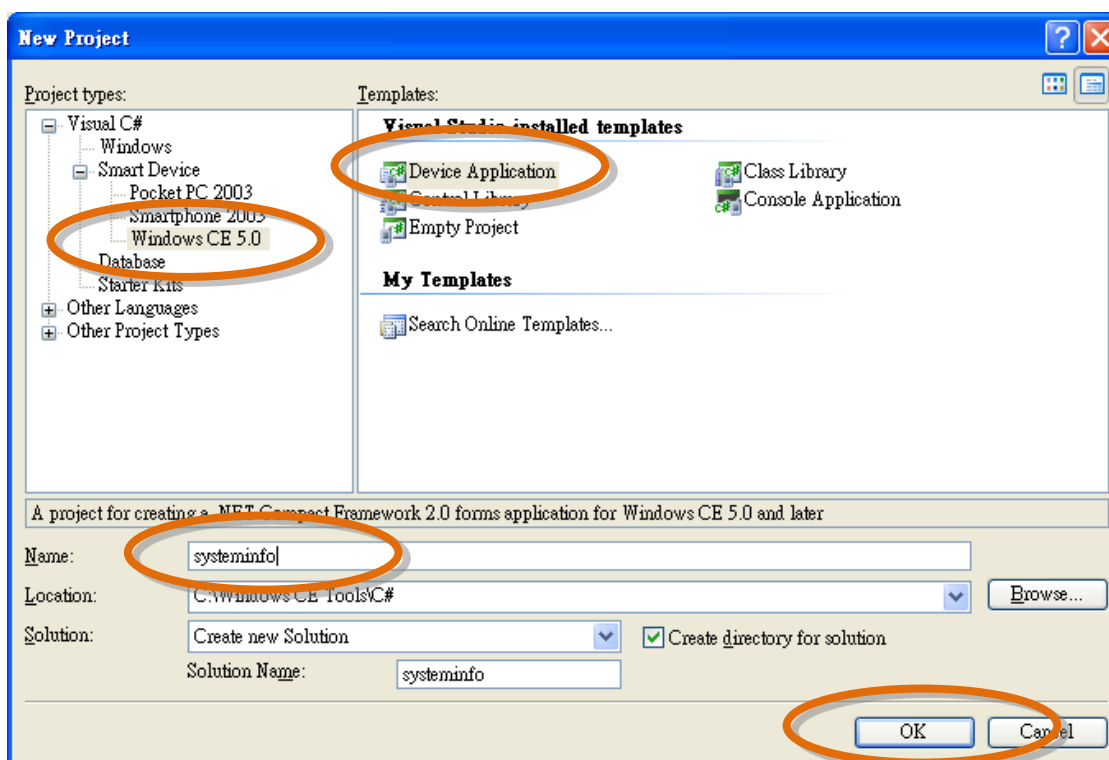 New Project
Project types:
Templates:
Visual C#
Windows
Smart Device
Pocket PC 2003
Smartphone 2003
Windows CE 5.0
Database
Starter Kits
Other Languages
Other Project Types
Visual Studio installed templates
Device Application
Class Library
Control Library
Console Application
Empty Project
My Templates
Search Online Templates...
A project for creating a .NET Compact Framework 2.0 forms application for Windows CE 5.0 and later
Name: systeminfo
Location: C:\Windows CE Tools\C# Browse...
Solution: Create new Solution Create directory for solution
Solution Name: systeminfo
OK Cancel